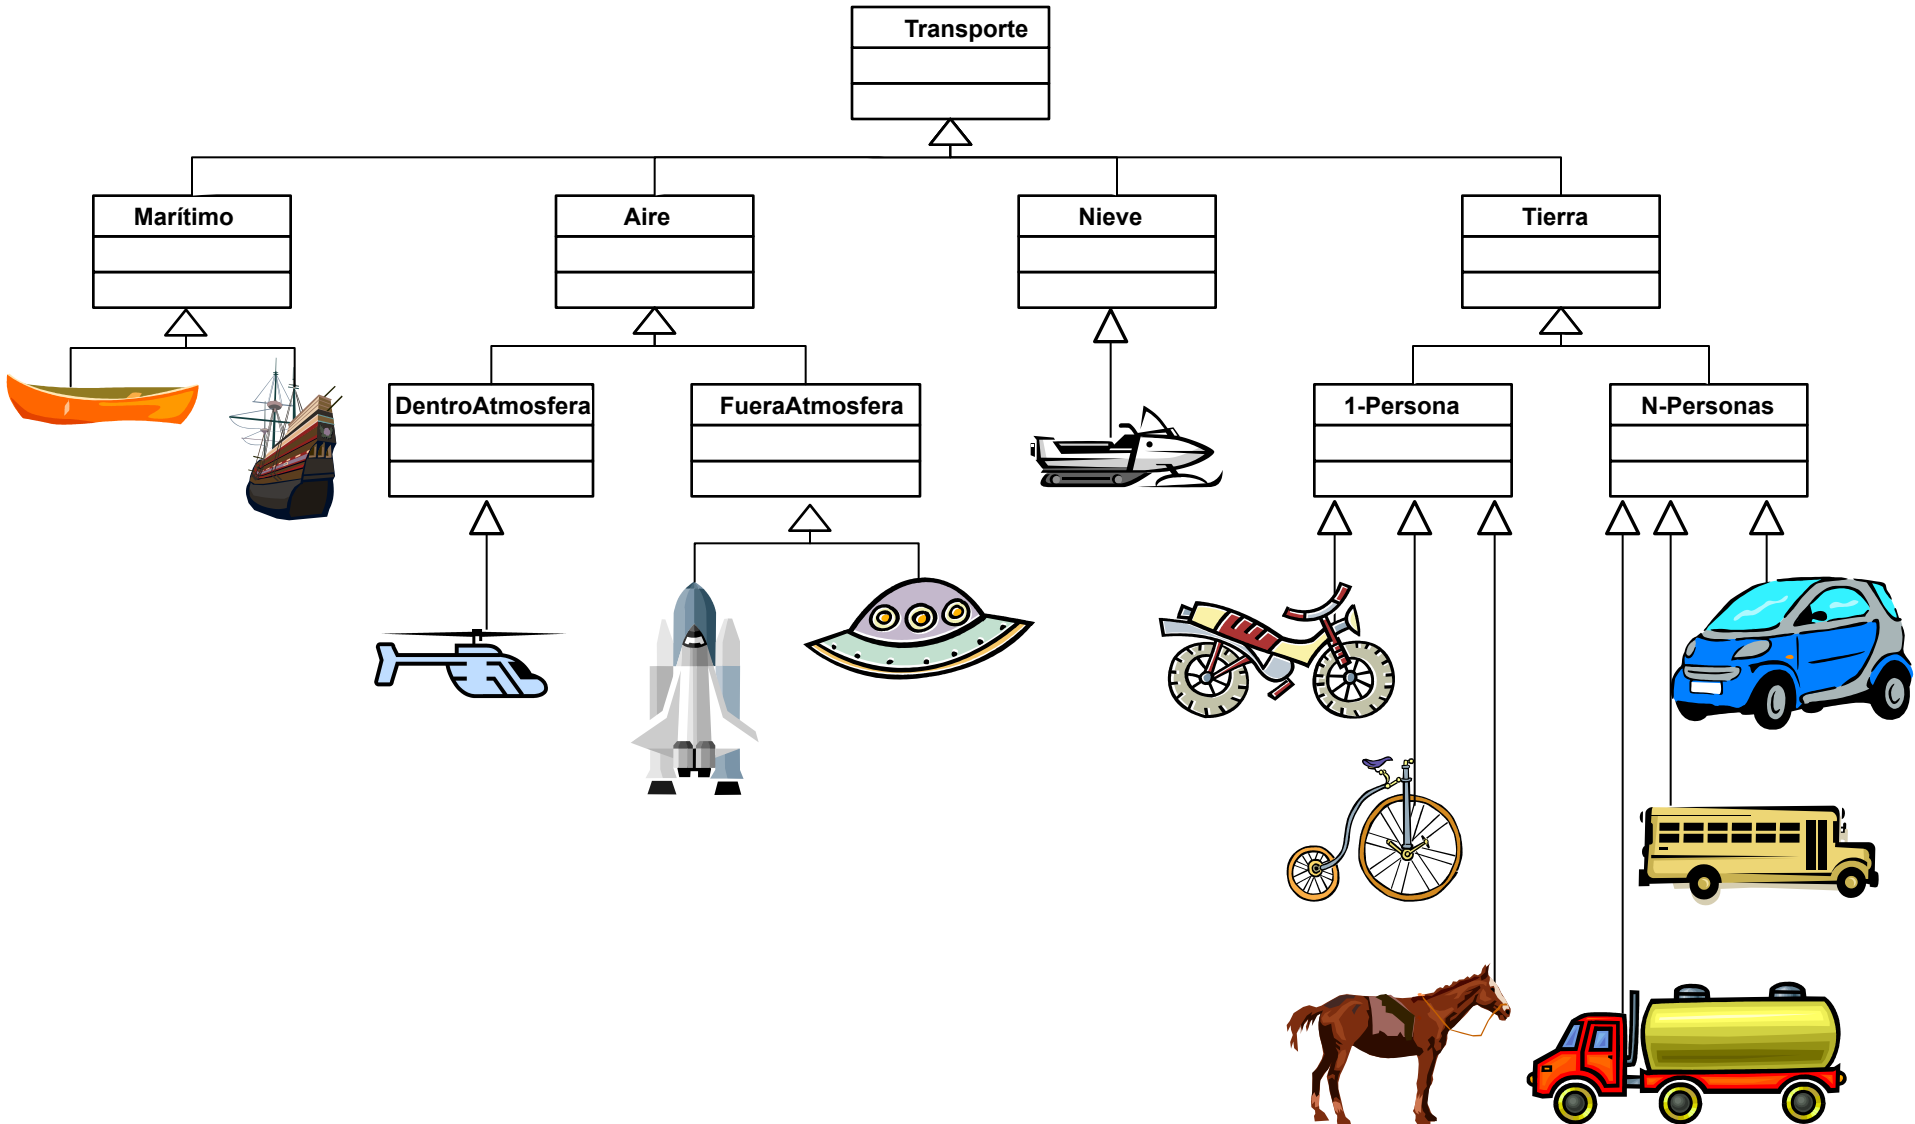 Transporte
Marítimo
Aire
Nieve
Tierra
DentroAtmosfera
FueraAtmosfera
1-Persona
N-Personas